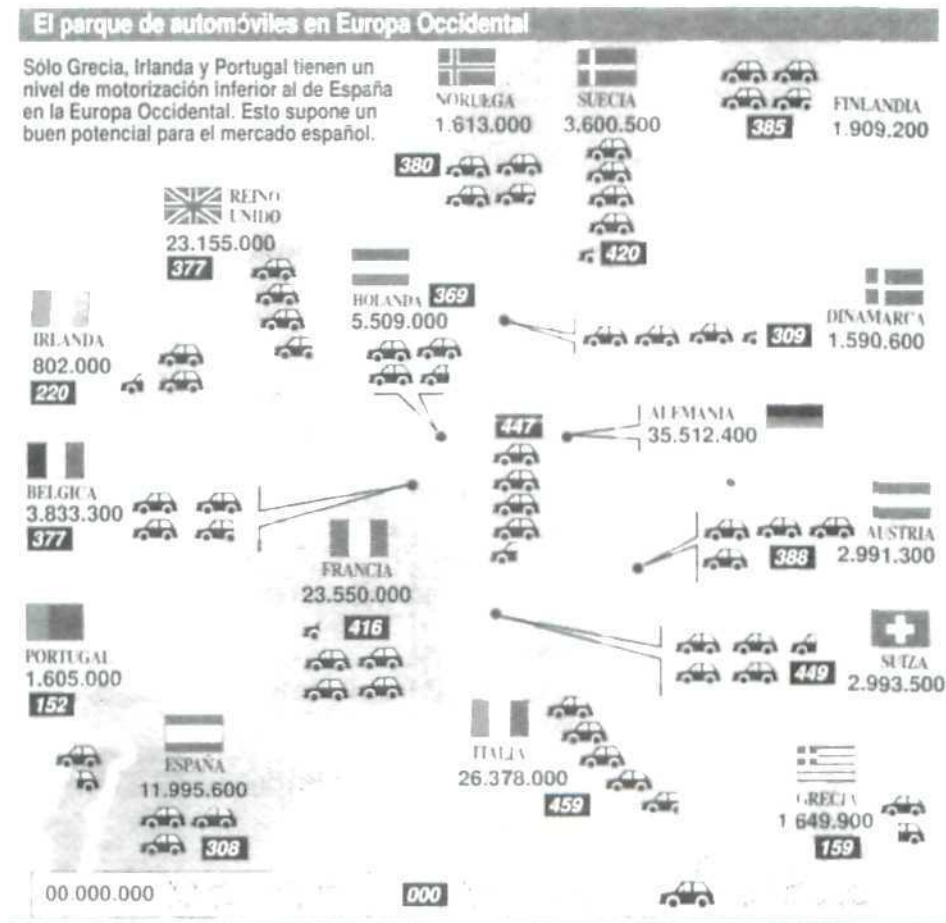 El parque de automóviles en Europa Occidental
Sólo Grecia, Irlanda y Portugal tienen un
nivel de motorización inferior al de España
en la Europa Occidental. Esto supone un
buen potencial para el mercado español.
NORUEGA
1.613.000
380
SUECIA
3.600.500
420
385
FINLANDIA
1.909.200
REINO
UNIDO
23.155.000
377
HOLANDA 369
5.509.000
IRLANDA
802.000
220
309
DINAMARCA
1.590.600
447
ALEMANIA
35.512.400
BELGICA
3.833.300
377
FRANCIA
23.550.000
416
388
AUSTRIA
2.991.300
PORTUGAL
1.605.000
152
449
SUIZA
2.993.500
ESPAÑA
11.995.600
308
ITALIA
26.378.000
459
GRECIA
1 649.900
159
00.000.000
000